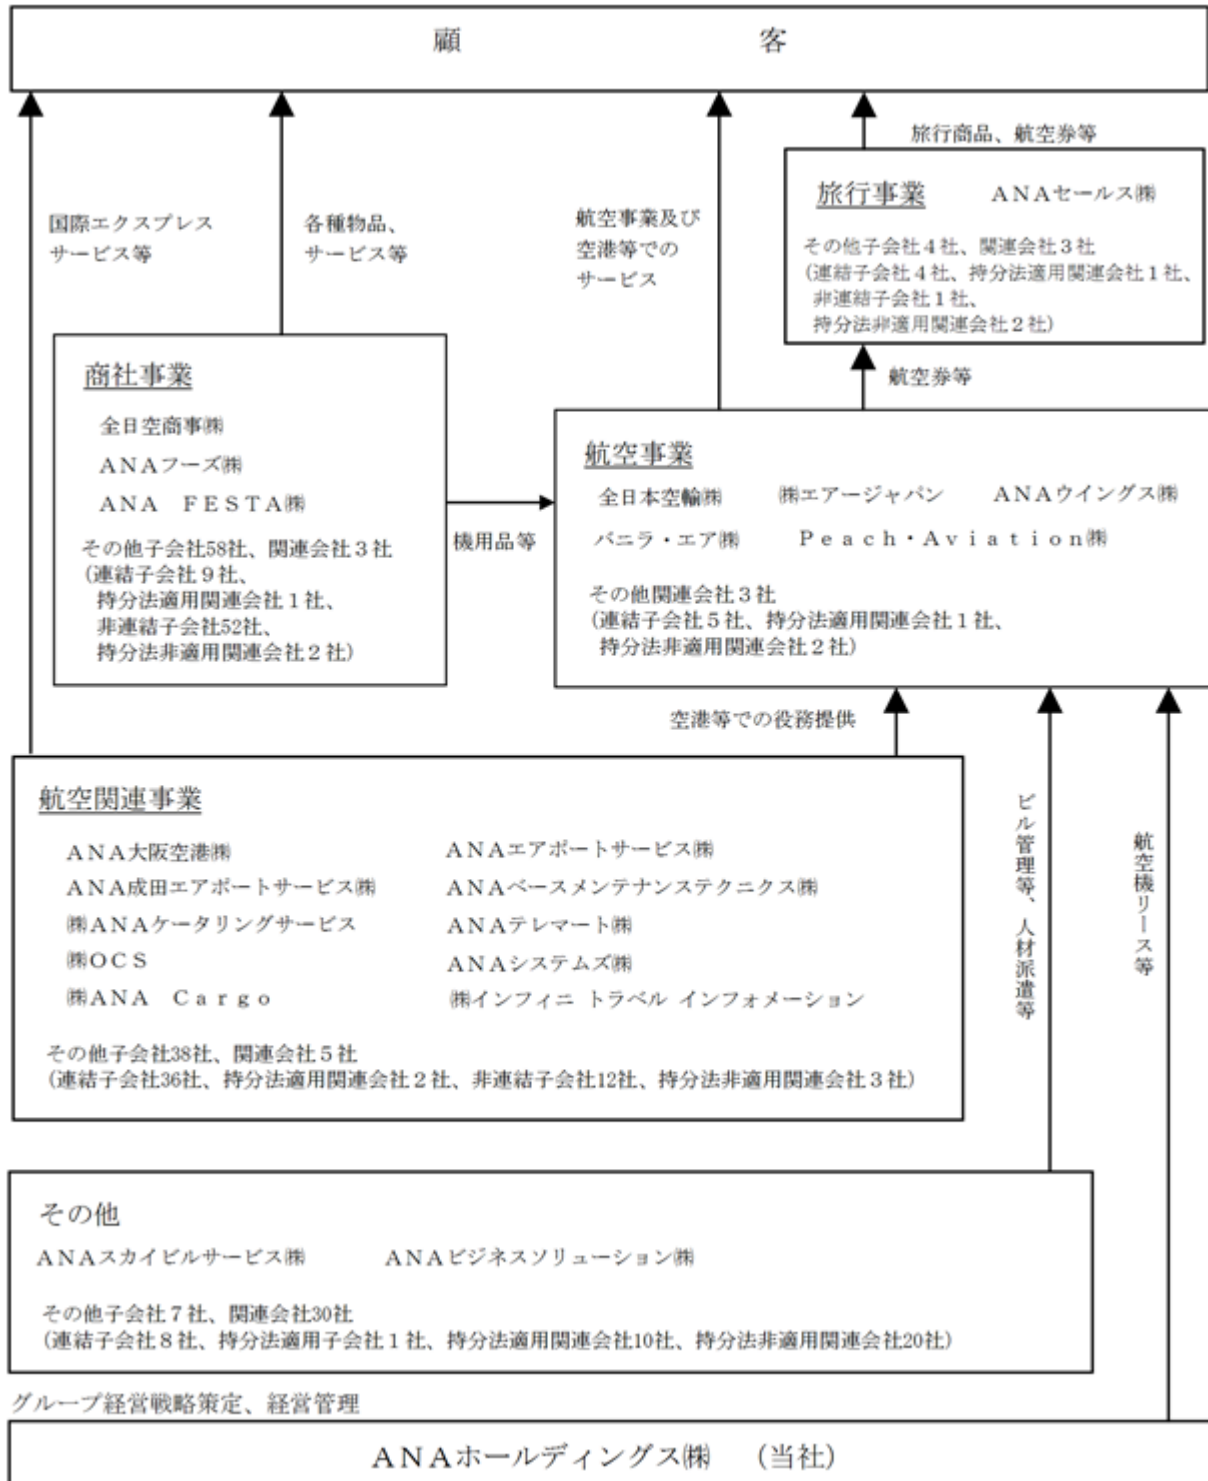 顧　客
旅行商品、航空券等
旅行事業　ＡＮＡセールス㈱
その他子会社４社、関連会社３社
(連結子会社４社、持分法適用関連会社１社、
非連結子会社１社、
持分法非適用関連会社２社)
国際エクスプレス
サービス等
各種物品、
サービス等
航空事業及び
空港等での
サービス
航空券等
商社事業
全日空商事㈱
ＡＮＡフーズ㈱
ＡＮＡ　ＦＥＳＴＡ㈱
その他子会社58社、関連会社３社
(連結子会社９社、
持分法適用関連会社１社、
非連結子会社52社、
持分法非適用関連会社２社)
機用品等
航空事業
全日本空輸㈱　㈱エアージャパン　ＡＮＡウイングス㈱
バニラ・エア㈱　Ｐｅａｃｈ・Ａｖｉａｔｉｏｎ㈱
その他関連会社３社
(連結子会社５社、持分法適用関連会社１社、
持分法非適用関連会社２社)
空港等での役務提供
航空関連事業
ＡＮＡ大阪空港㈱　ＡＮＡエアポートサービス㈱
ＡＮＡ成田エアポートサービス㈱　ＡＮＡベースメンテナンステクニクス㈱
㈱ＡＮＡケータリングサービス　ＡＮＡテレマート㈱
㈱ＯＣＳ　ＡＮＡシステムズ㈱
㈱ＡＮＡ　Ｃａｒｇｏ　㈱インフィニ トラベル インフォメーション
その他子会社38社、関連会社５社
(連結子会社36社、持分法適用関連会社２社、非連結子会社12社、持分法非適用関連会社３社)
ビル管理等、人材派遣等
航空機リース等
その他
ＡＮＡスカイビルサービス㈱　ＡＮＡビジネスソリューション㈱
その他子会社７社、関連会社30社
(連結子会社８社、持分法適用子会社１社、持分法適用関連会社10社、持分法非適用関連会社20社)
グループ経営戦略策定、経営管理
ＡＮＡホールディングス㈱　(当社)